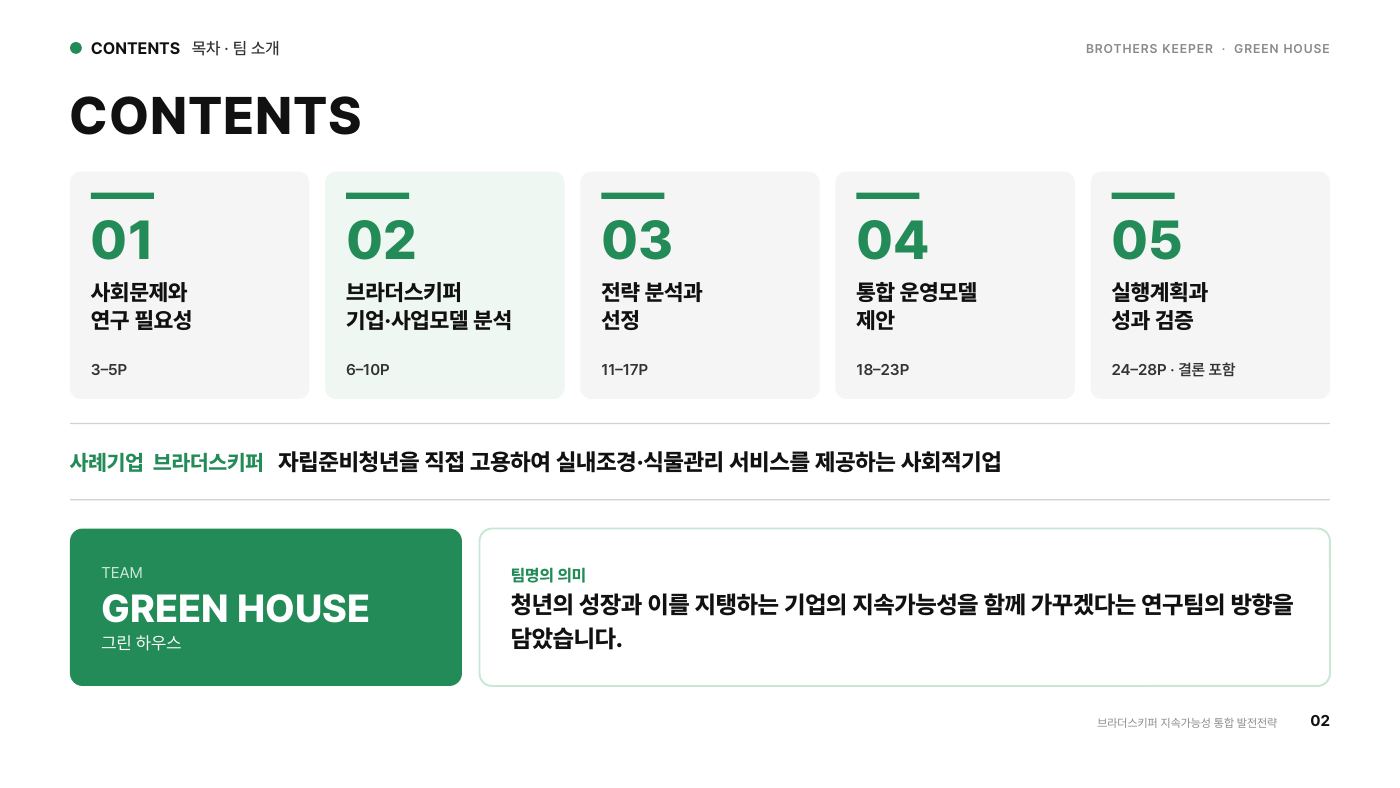 CONTENTS 목차 · 팀 소개
BROTHERS KEEPER · GREEN HOUSE
CONTENTS
01
사회문제와
연구 필요성
3–5P
02
브라더스키퍼
기업·사업모델 분석
6–10P
03
전략 분석과
선정
11–17P
04
통합 운영모델
제안
18–23P
05
실행계획과
성과 검증
24–28P · 결론 포함
사례기업 브라더스키퍼 자립준비청년을 직접 고용하여 실내조경·식물관리 서비스를 제공하는 사회적기업
TEAM
GREEN HOUSE
그린 하우스
팀명의 의미
청년의 성장과 이를 지탱하는 기업의 지속가능성을 함께 가꾸겠다는 연구팀의 방향을
담았습니다.
브라더스키퍼 지속가능성 통합 발전전략 02